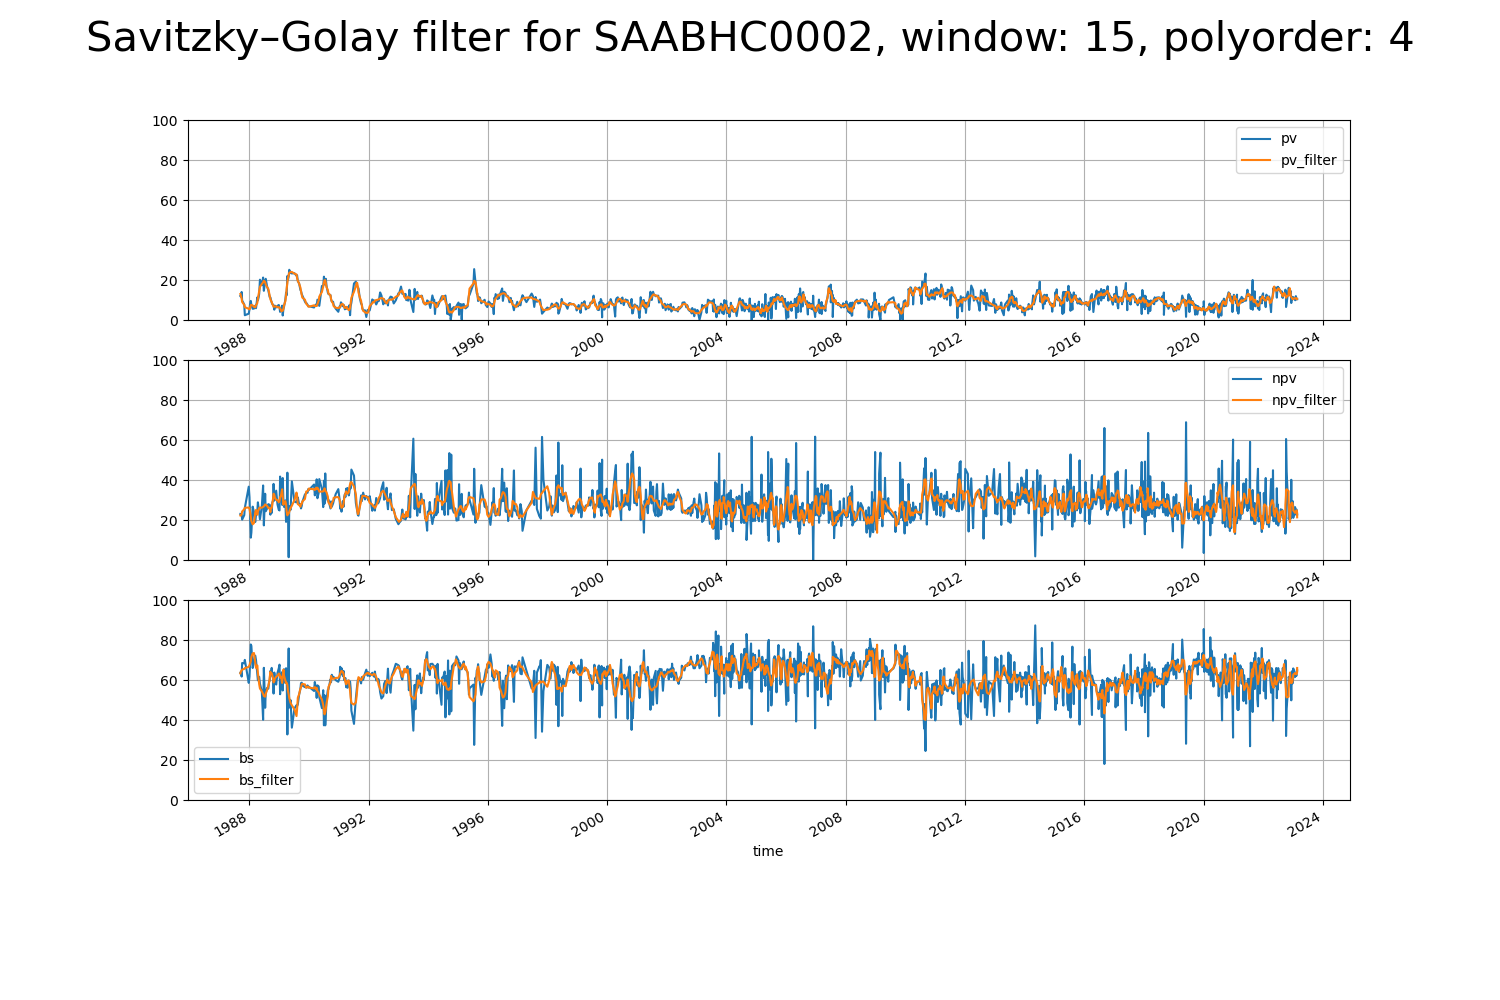 Savitzky–Golay filter for SAABHC0002, window: 15, polyorder: 4
100
80
60
40
20
0
pv
pv_filter
1988 1992 1996 2000 2004 2008 2012 2016 2020 2024
100
80
60
40
20
0
npv
npv_filter
1988 1992 1996 2000 2004 2008 2012 2016 2020 2024
100
80
60
40
20
0
bs
bs_filter
1988 1992 1996 2000 2004 2008 2012 2016 2020 2024
time